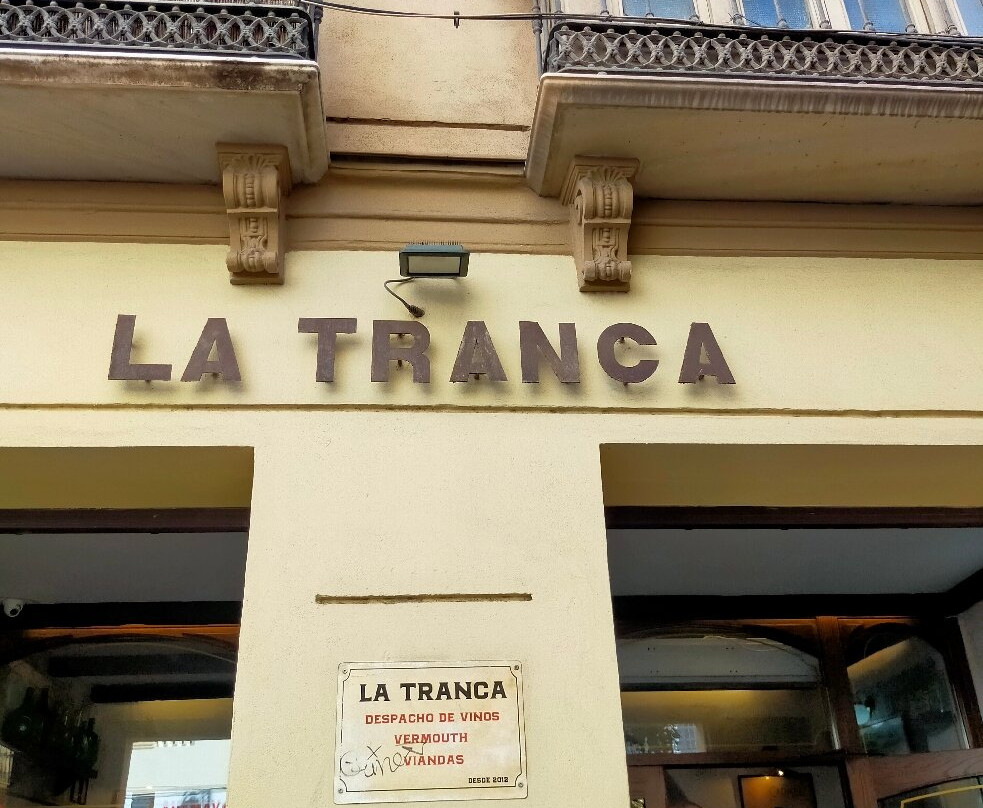 LA TRANCA
LA TRANCA
DESPACHO DE VINOS
VERMOUTH
VIANDAS
DESDE 2012